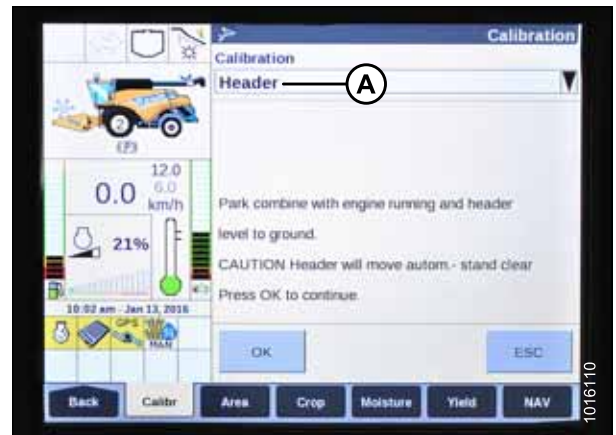 Calibration
Calibration
Header
A
2
(P)
12.0
6.0
0.0 km/h
21%
Park combine with engine running and header
level to ground.
CAUTION Header will move autom.- stand clear
Press OK to continue
10:02 am Jan 13, 2016
GPS
MAN
OK ESC
Back Calibr Area Crop Moisture Yield NAV
1016110